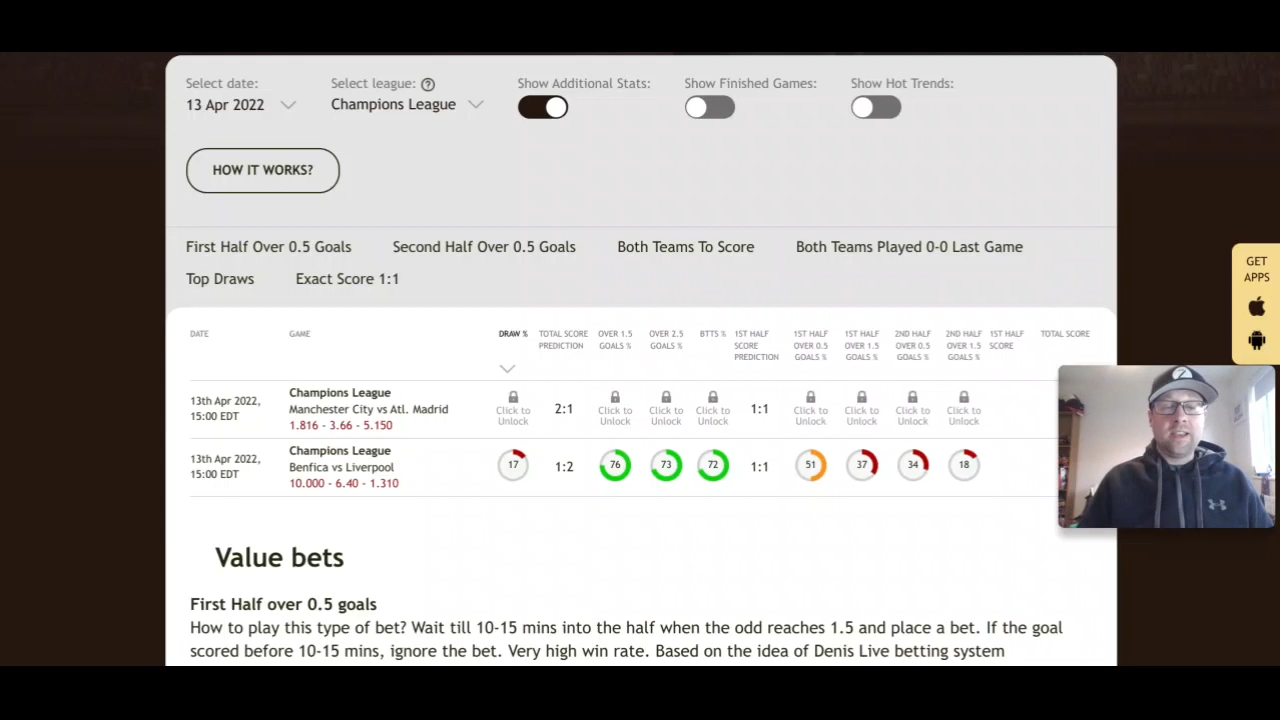 Select date:
Select league: ?
Show Additional Stats:
Show Finished Games:
Show Hot Trends:
13 Apr 2022
Champions League
HOW IT WORKS?
First Half Over 0.5 Goals
Second Half Over 0.5 Goals
Both Teams To Score
Both Teams Played 0-0 Last Game
Top Draws
Exact Score 1:1
GET
APPS
DATE
GAME
DRAW %
TOTAL SCORE
PREDICTION
OVER 1.5
GOALS %
OVER 2.5
GOALS %
BTTS %
1ST HALF
SCORE
PREDICTION
1ST HALF
OVER 0.5
GOALS %
1ST HALF
OVER 1.5
GOALS %
2ND HALF
OVER 0.5
GOALS %
2ND HALF
OVER 1.5
GOALS %
1ST HALF
SCORE
TOTAL SCORE
13th Apr 2022,
15:00 EDT
Champions League
Manchester City vs Atl. Madrid
1.816 - 3.66 - 5.150
Click to
Unlock
2:1
Click to
Unlock
Click to
Unlock
Click to
Unlock
1:1
Click to
Unlock
Click to
Unlock
Click to
Unlock
Click to
Unlock
13th Apr 2022,
15:00 EDT
Champions League
Benfica vs Liverpool
10.000 - 6.40 - 1.310
17
1:2
76
73
72
1:1
51
37
34
18
Value bets
First Half over 0.5 goals
How to play this type of bet? Wait till 10-15 mins into the half when the odd reaches 1.5 and place a bet. If the goal
scored before 10-15 mins, ignore the bet. Very high win rate. Based on the idea of Denis Live betting system